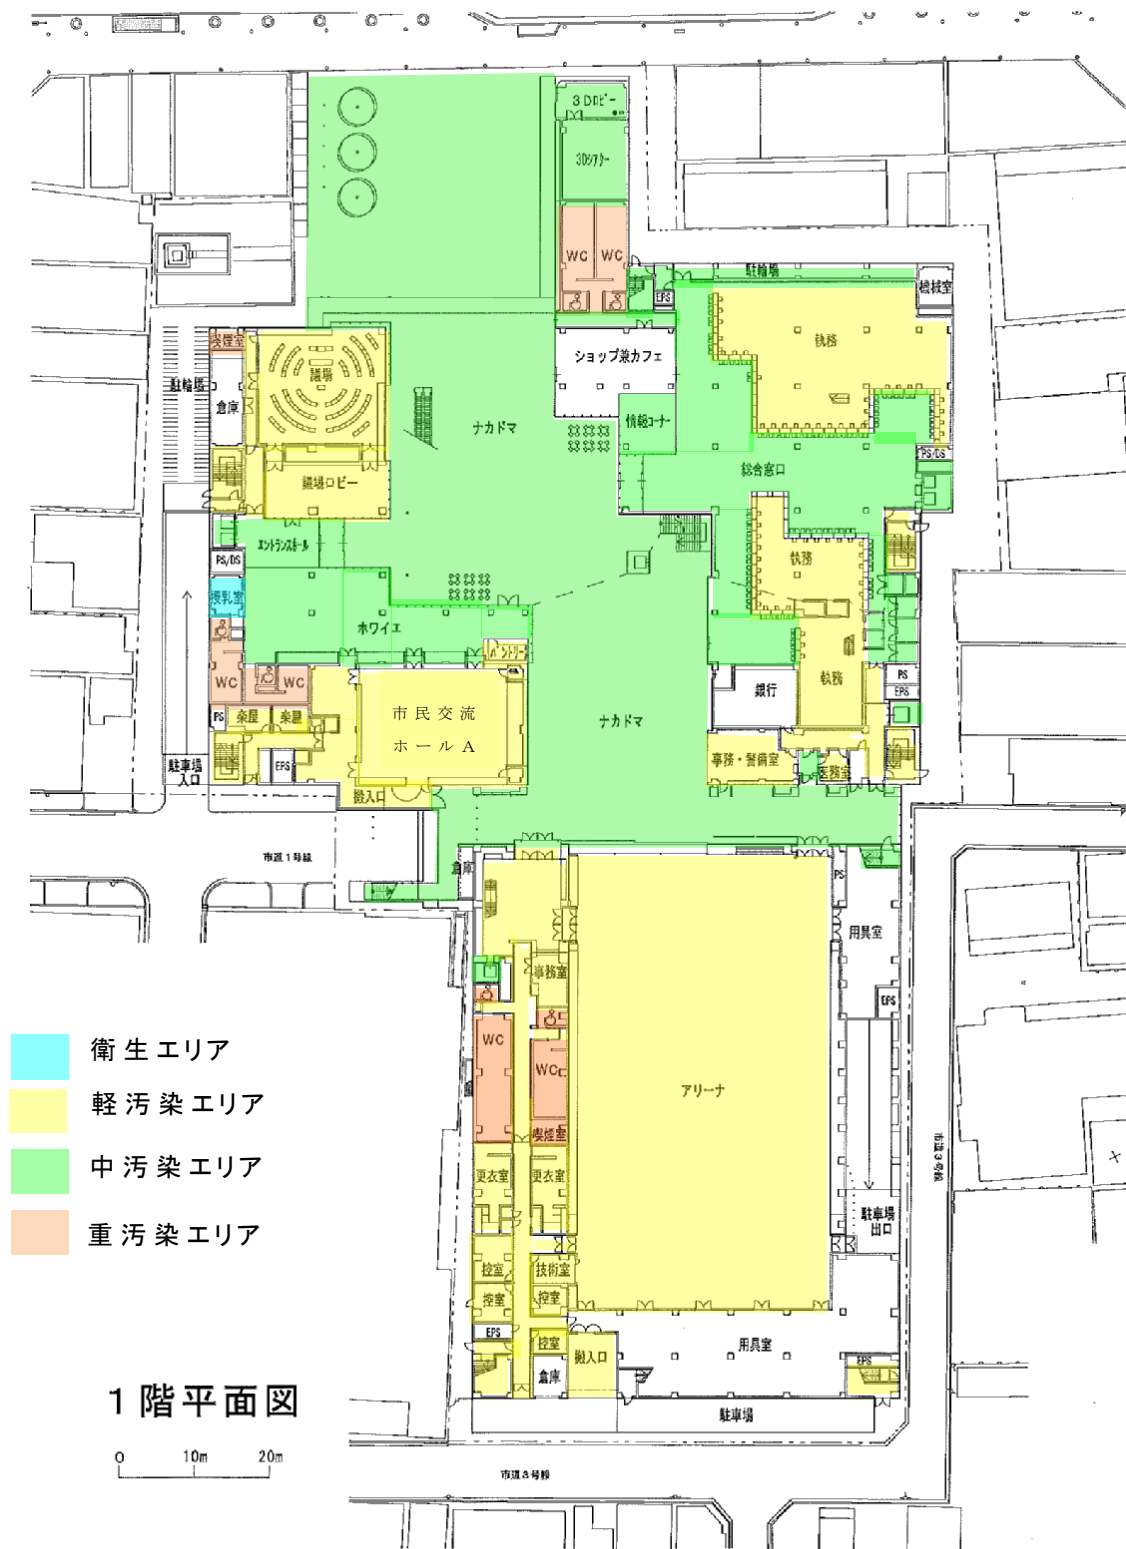 3Dロビー
3Dシアター
WC
WC
駐輪場
機械室
EPS
喫煙室
議場
ショップ兼カフェ
執務
駐輪場
倉庫
ナカドマ
情報コーナー
PS/DS
総合窓口
議場ロビー
エントランスホール
PS/DS
執務
授乳室
ホワイエ
パントリー
WC
WC
銀行
執務
PS
EPS
PS
楽屋
楽屋
市民交流
ホールA
ナカドマ
駐車場
入口
EPS
事務・警備室
医務室
搬入口
市道1号線
倉庫
PS
用具室
事務室
EPS
WC
WC
アリーナ
喫煙室
更衣室
更衣室
市道3号線
駐車場
出口
控室
技術室
控室
控室
EPS
控室
搬入口
用具室
EPS
倉庫
駐車場
市道3号線
衛生エリア
軽汚染エリア
中汚染エリア
重汚染エリア
1階平面図
0 10m 20m